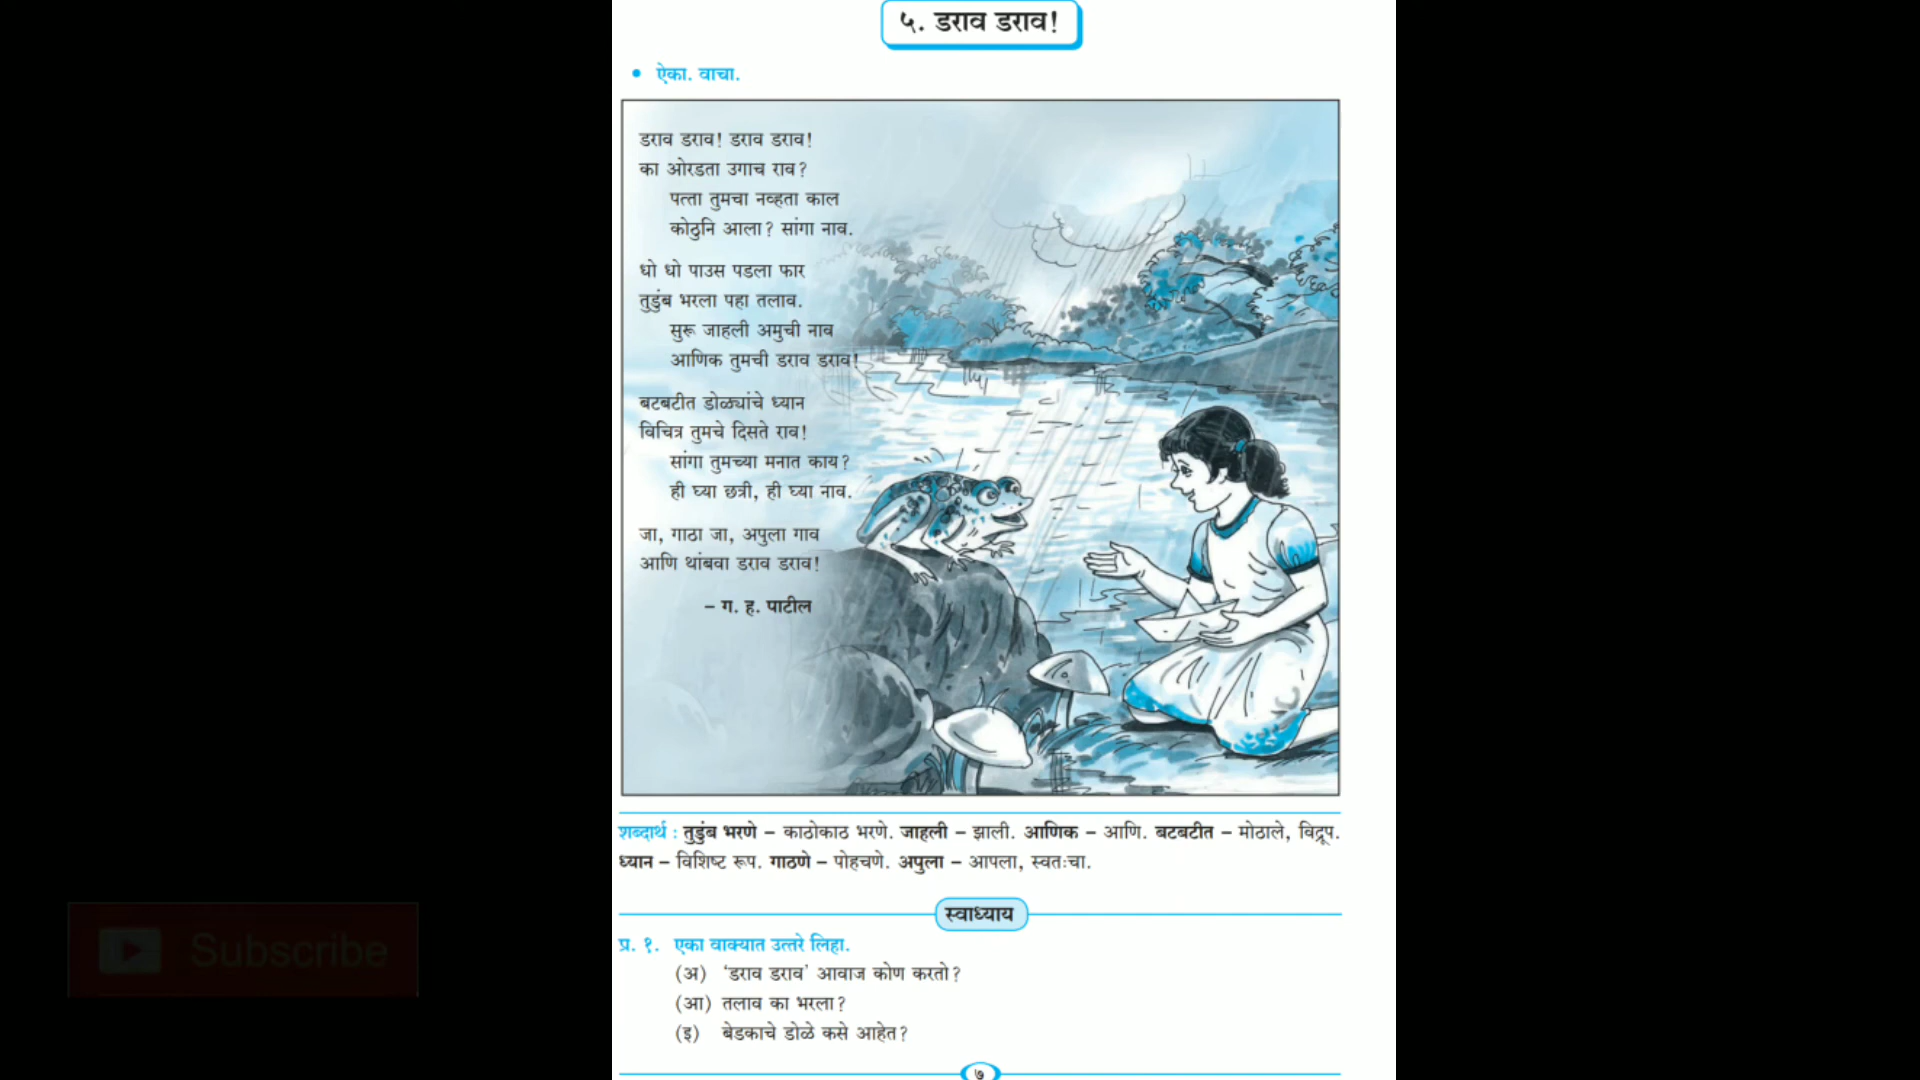 ५. डराव डराव!
• ऐका. वाचा.
डराव डराव! डराव डराव!
का ओरडता उगाच राव?
पत्ता तुमचा नव्हता काल
कोठुनि आला? सांगा नाव.
धो धो पाउस पडला फार
तुडुंब भरला पहा तलाव.
सुरू जाहली अमुची नाव
आणिक तुमची डराव डराव!
बटबटीत डोळ्यांचे ध्यान
विचित्र तुमचे दिसते राव!
सांगा तुमच्या मनात काय?
ही घ्या छत्री, ही घ्या नाव.
जा, गाठा जा, अपुला गाव
आणि थांबवा डराव डराव!
– ग. ह. पाटील
शब्दार्थ : तुडुंब भरणे – काठोकाठ भरणे. जाहली – झाली. आणिक – आणि. बटबटीत – मोठाले, विद्रूप.
ध्यान – विशिष्ट रूप. गाठणे – पोहचणे. अपुला – आपला, स्वतःचा.
स्वाध्याय
प्र. १. एका वाक्यात उत्तरे लिहा.
(अ) ‘डराव डराव’ आवाज कोण करतो?
(आ) तलाव का भरला?
(इ) बेडकाचे डोळे कसे आहेत?
७
Subscribe